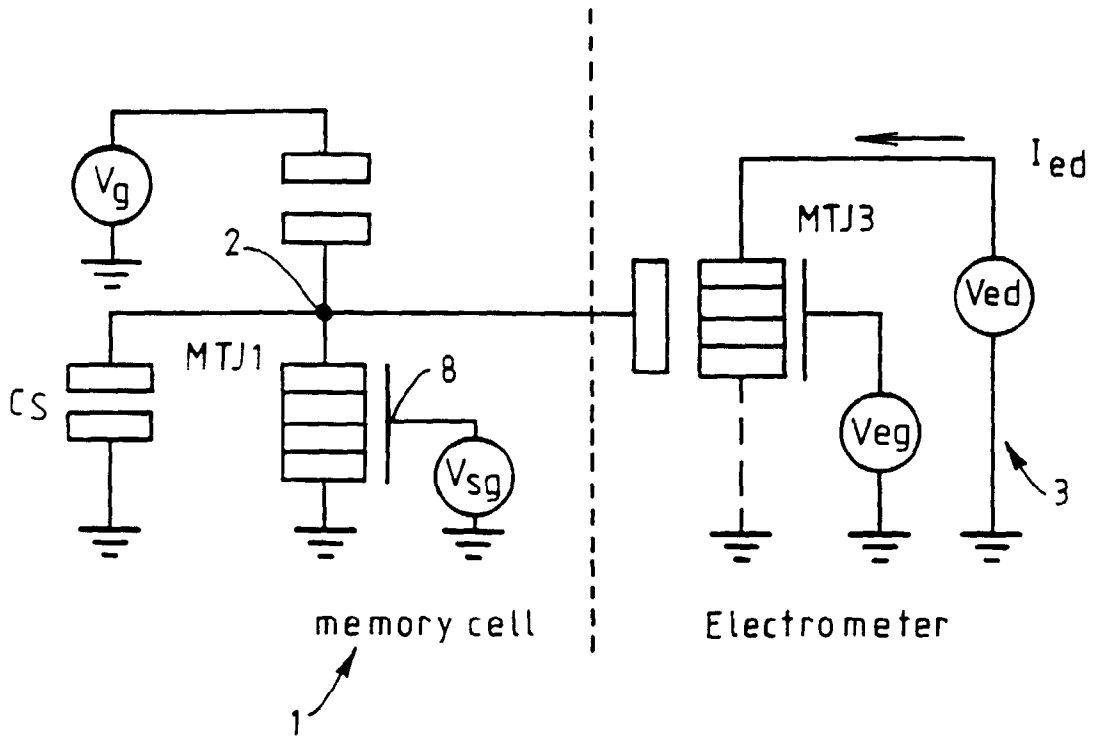 Vg
Ied
MTJ3
2
Ved
MTJ1
8
Cs
Veg
Vsg
3
memory cell
Electrometer
1